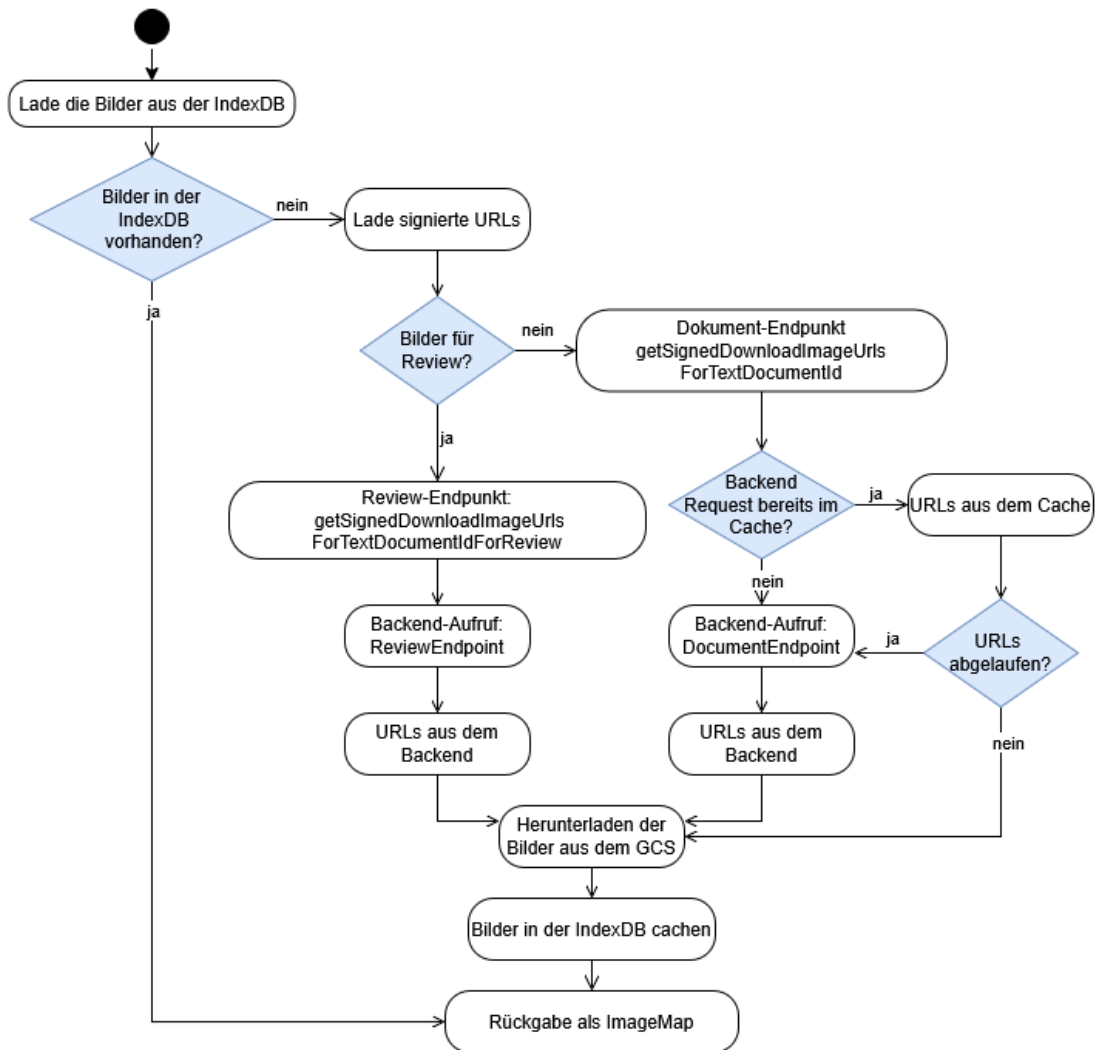 Lade die Bilder aus der IndexDB
Bilder in der
IndexDB
vorhanden?
nein
Lade signierte URLs
ja
Bilder für
Review?
nein
Dokument-Endpunkt
getSignedDownloadImageUrls
ForTextDocumentId
ja
Review-Endpunkt:
getSignedDownloadImageUrls
ForTextDocumentIdForReview
Backend
Request bereits im
Cache?
ja
URLs aus dem Cache
nein
Backend-Aufruf:
ReviewEndpoint
Backend-Aufruf:
DocumentEndpoint
ja
URLs
abgelaufen?
URLs aus dem
Backend
URLs aus dem
Backend
nein
Herunterladen der
Bilder aus dem GCS
Bilder in der IndexDB cachen
Rückgabe als ImageMap